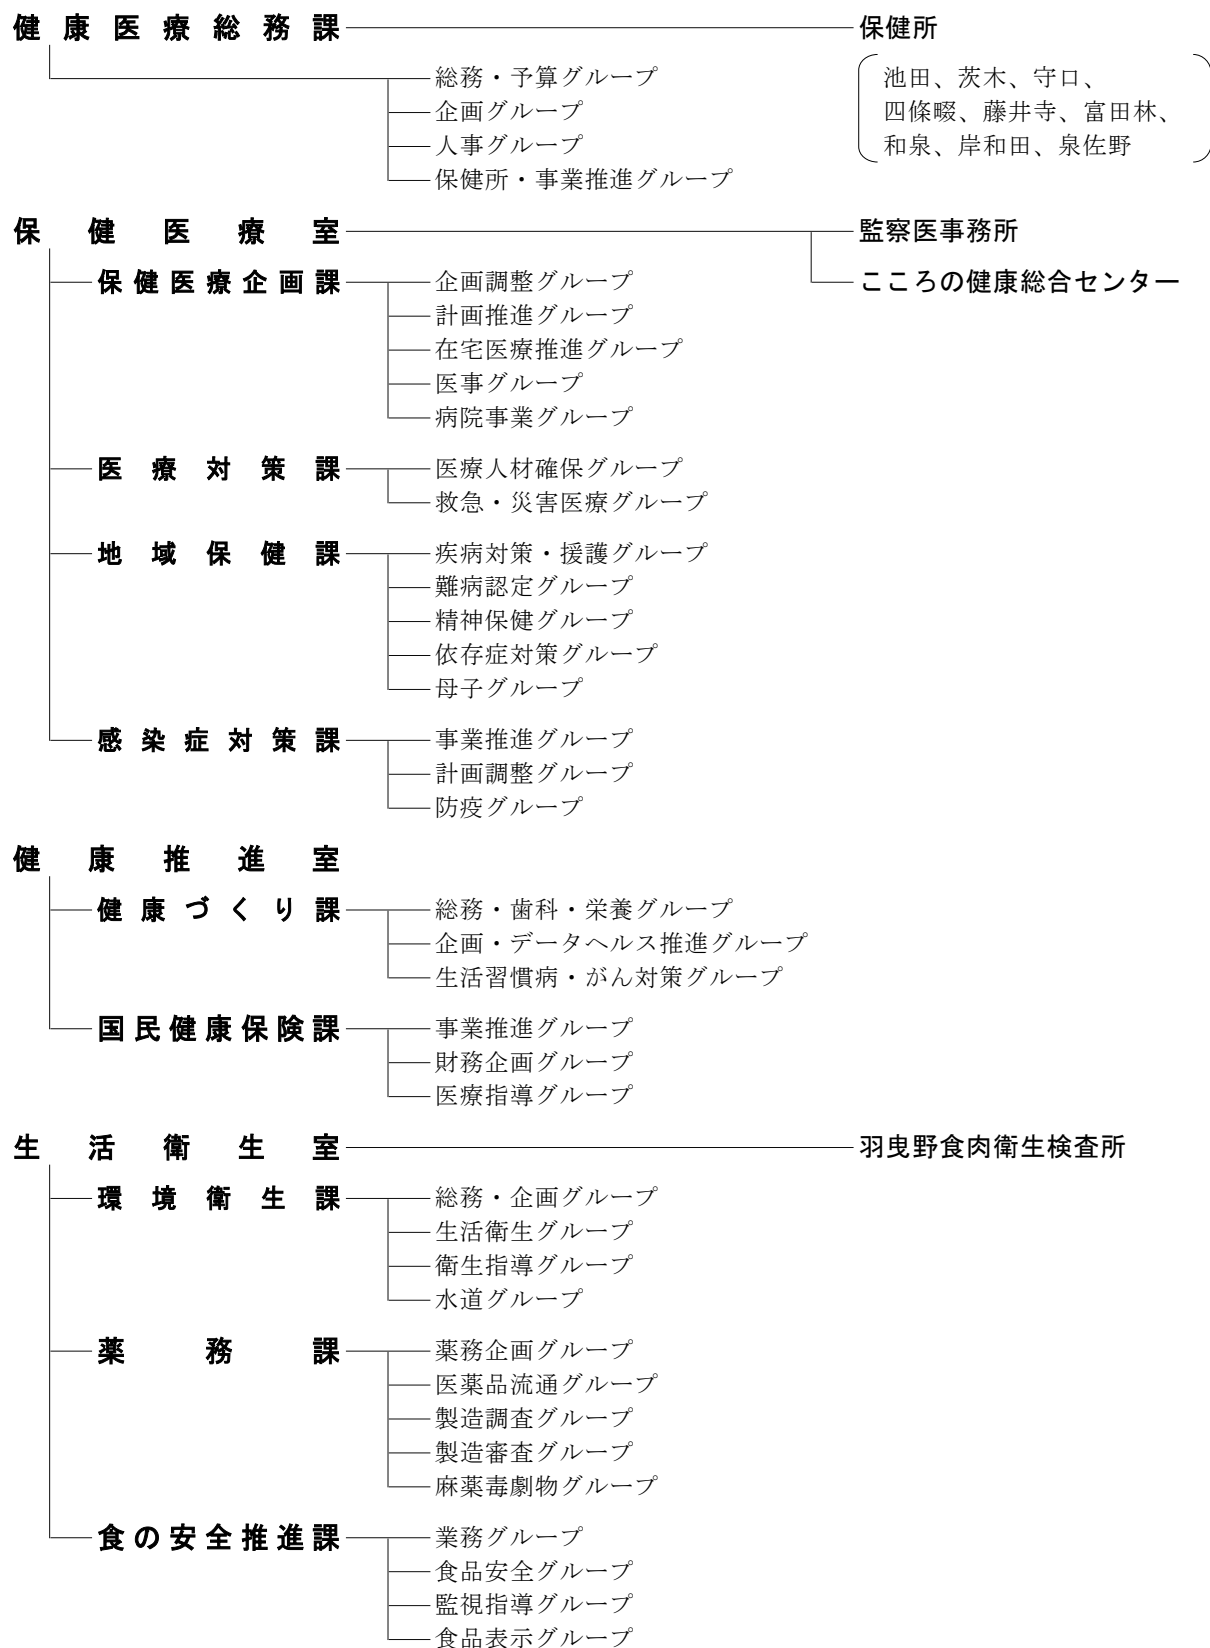 健康医療総務課 保健所
総務・予算グループ 池田、茨木、守口、
企画グループ 四條畷、藤井寺、富田林、
人事グループ 和泉、岸和田、泉佐野
保健所・事業推進グループ
保健医療室 監察医事務所
保健医療企画課 企画調整グループ こころの健康総合センター
計画推進グループ
在宅医療推進グループ
医事グループ
病院事業グループ
医療対策課 医療人材確保グループ
救急・災害医療グループ
地域保健課 疾病対策・援護グループ
難病認定グループ
精神保健グループ
依存症対策グループ
母子グループ
感染症対策課 事業推進グループ
計画調整グループ
防疫グループ
健康推進室
健康づくり課 総務・歯科・栄養グループ
企画・データヘルス推進グループ
生活習慣病・がん対策グループ
国民健康保険課 事業推進グループ
財務企画グループ
医療指導グループ
生活衛生室 羽曳野食肉衛生検査所
環境衛生課 総務・企画グループ
生活衛生グループ
衛生指導グループ
水道グループ
薬務課 薬務企画グループ
医薬品流通グループ
製造調査グループ
製造審査グループ
麻薬毒劇物グループ
食の安全推進課 業務グループ
食品安全グループ
監視指導グループ
食品表示グループ